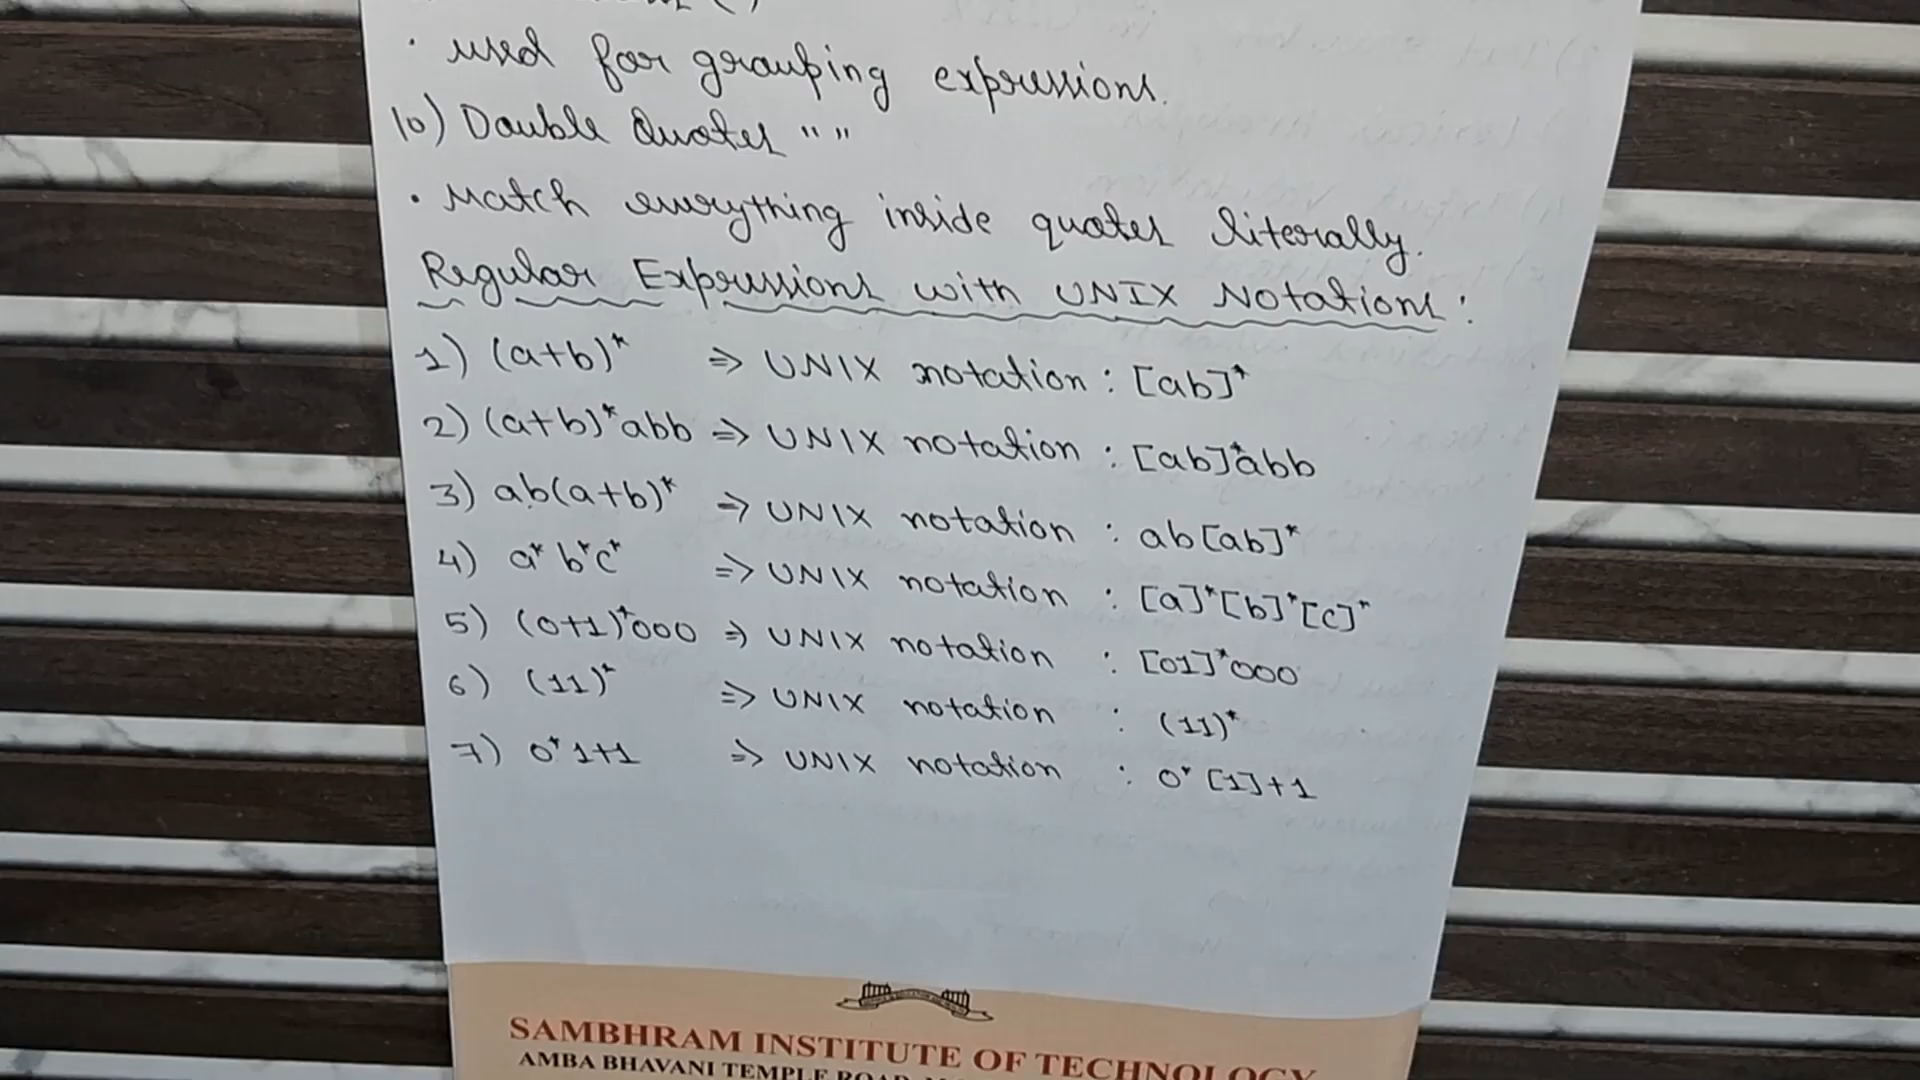 · used for grouping expressions.
10) Double Quotes " "
· Match everything inside quotes literally.
Regular Expressions with UNIX Notations :
1) (a+b)* => UNIX notation : [ab]*
2) (a+b)*abb => UNIX notation : [ab]*abb
3) ab(a+b)* => UNIX notation : ab[ab]*
4) a*b*c* => UNIX notation : [a]*[b]*[c]*
5) (0+1)*000 => UNIX notation : [01]*000
6) (11)* => UNIX notation : (11)*
7) 0*1+1 => UNIX notation : 0*[1]+1
SAMBHRAM INSTITUTE OF TECHNOLOGY
AMBA BHAVANI TEMPLE